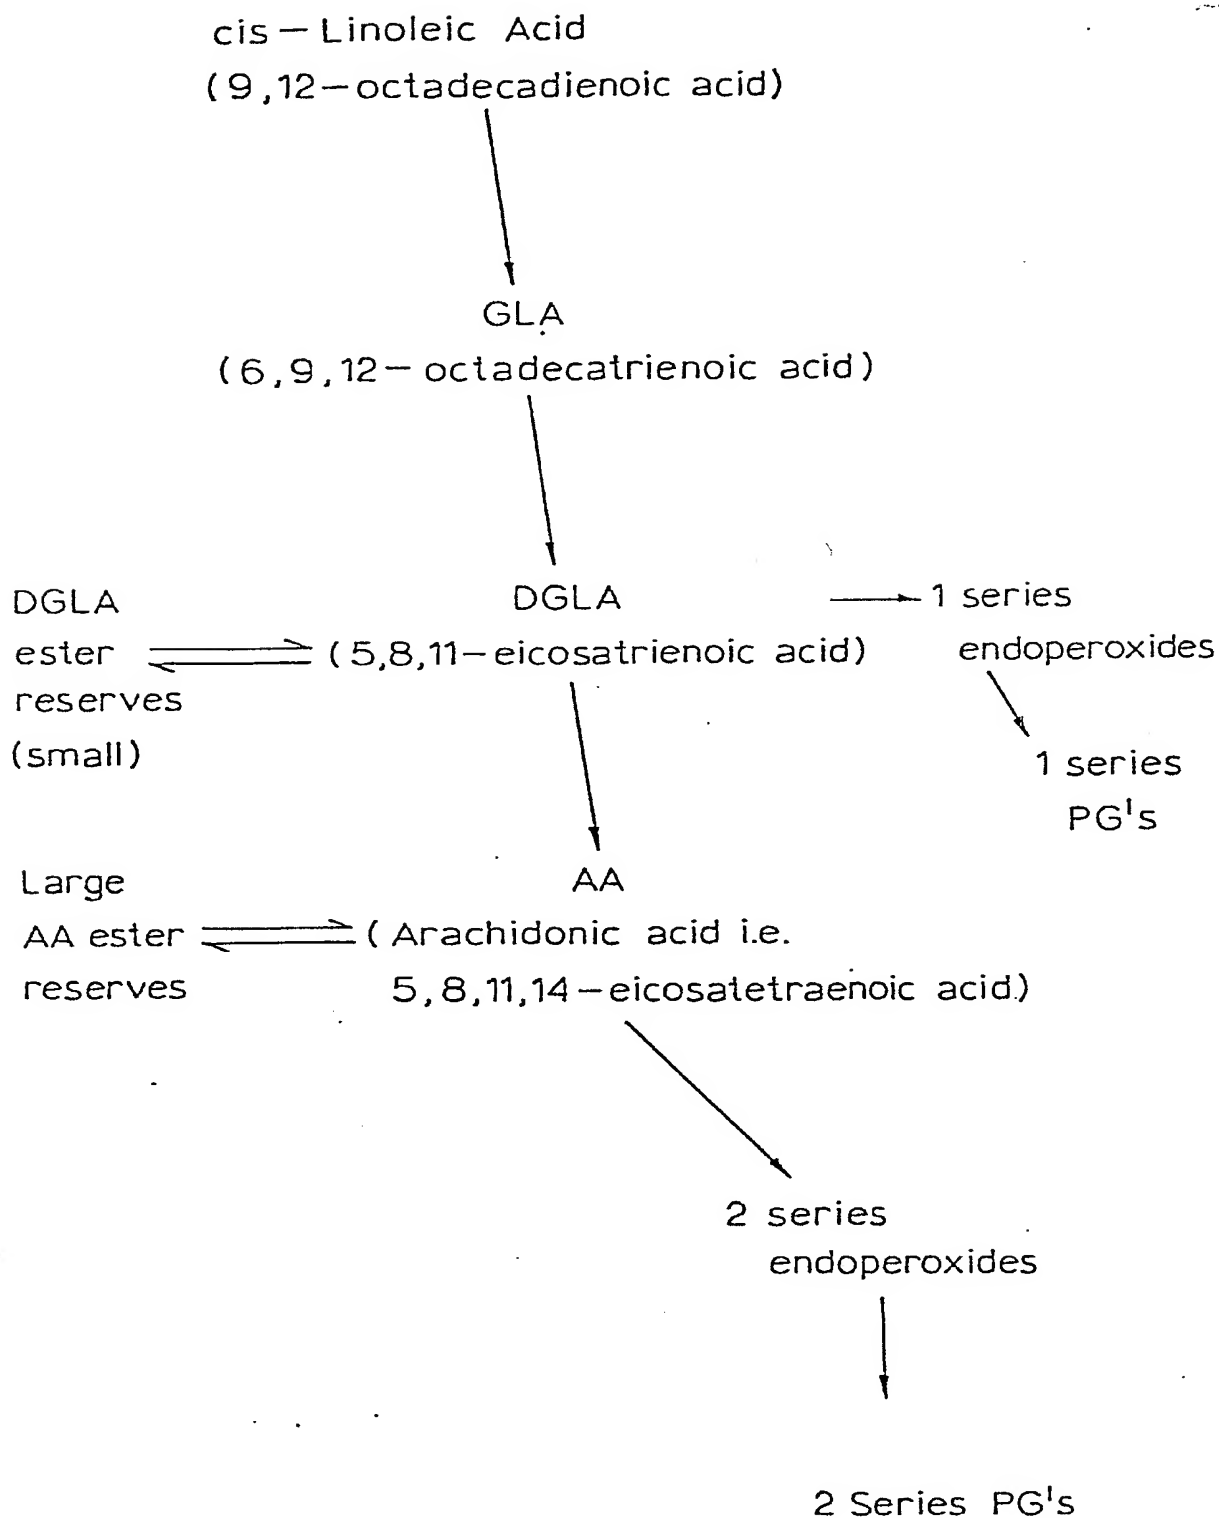 cis — Linoleic Acid
(9,12—octadecadienoic acid)
GLA
(6,9,12— octadecatrienoic acid)
DGLA
ester
reserves
(small)
DGLA
(5,8,11—eicosatrienoic acid)
1 series
endoperoxides
1 series
PG's
Large
AA ester
reserves
AA
(Arachidonic acid i.e.
5,8,11,14—eicosatetraenoic acid.)
2 series
endoperoxides
2 Series PG's